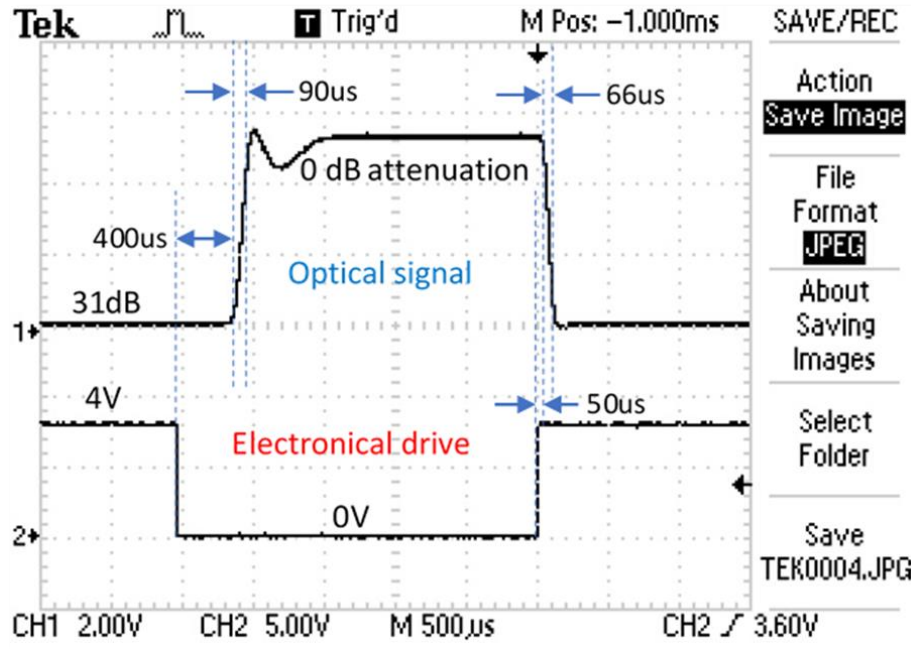 Tek T Trig'd M Pos: -1.000ms SAVE/REC
90us
66us
Action
Save Image
0 dB attenuation
File
Format
JPEG
400us
Optical signal
31dB
About
Saving
Images
1
4V
50us
Select
Folder
Electronical drive
0V
2
Save
TEK0004.JPG
CH1 2.00V CH2 5.00V M 500µs CH2 / 3.60V